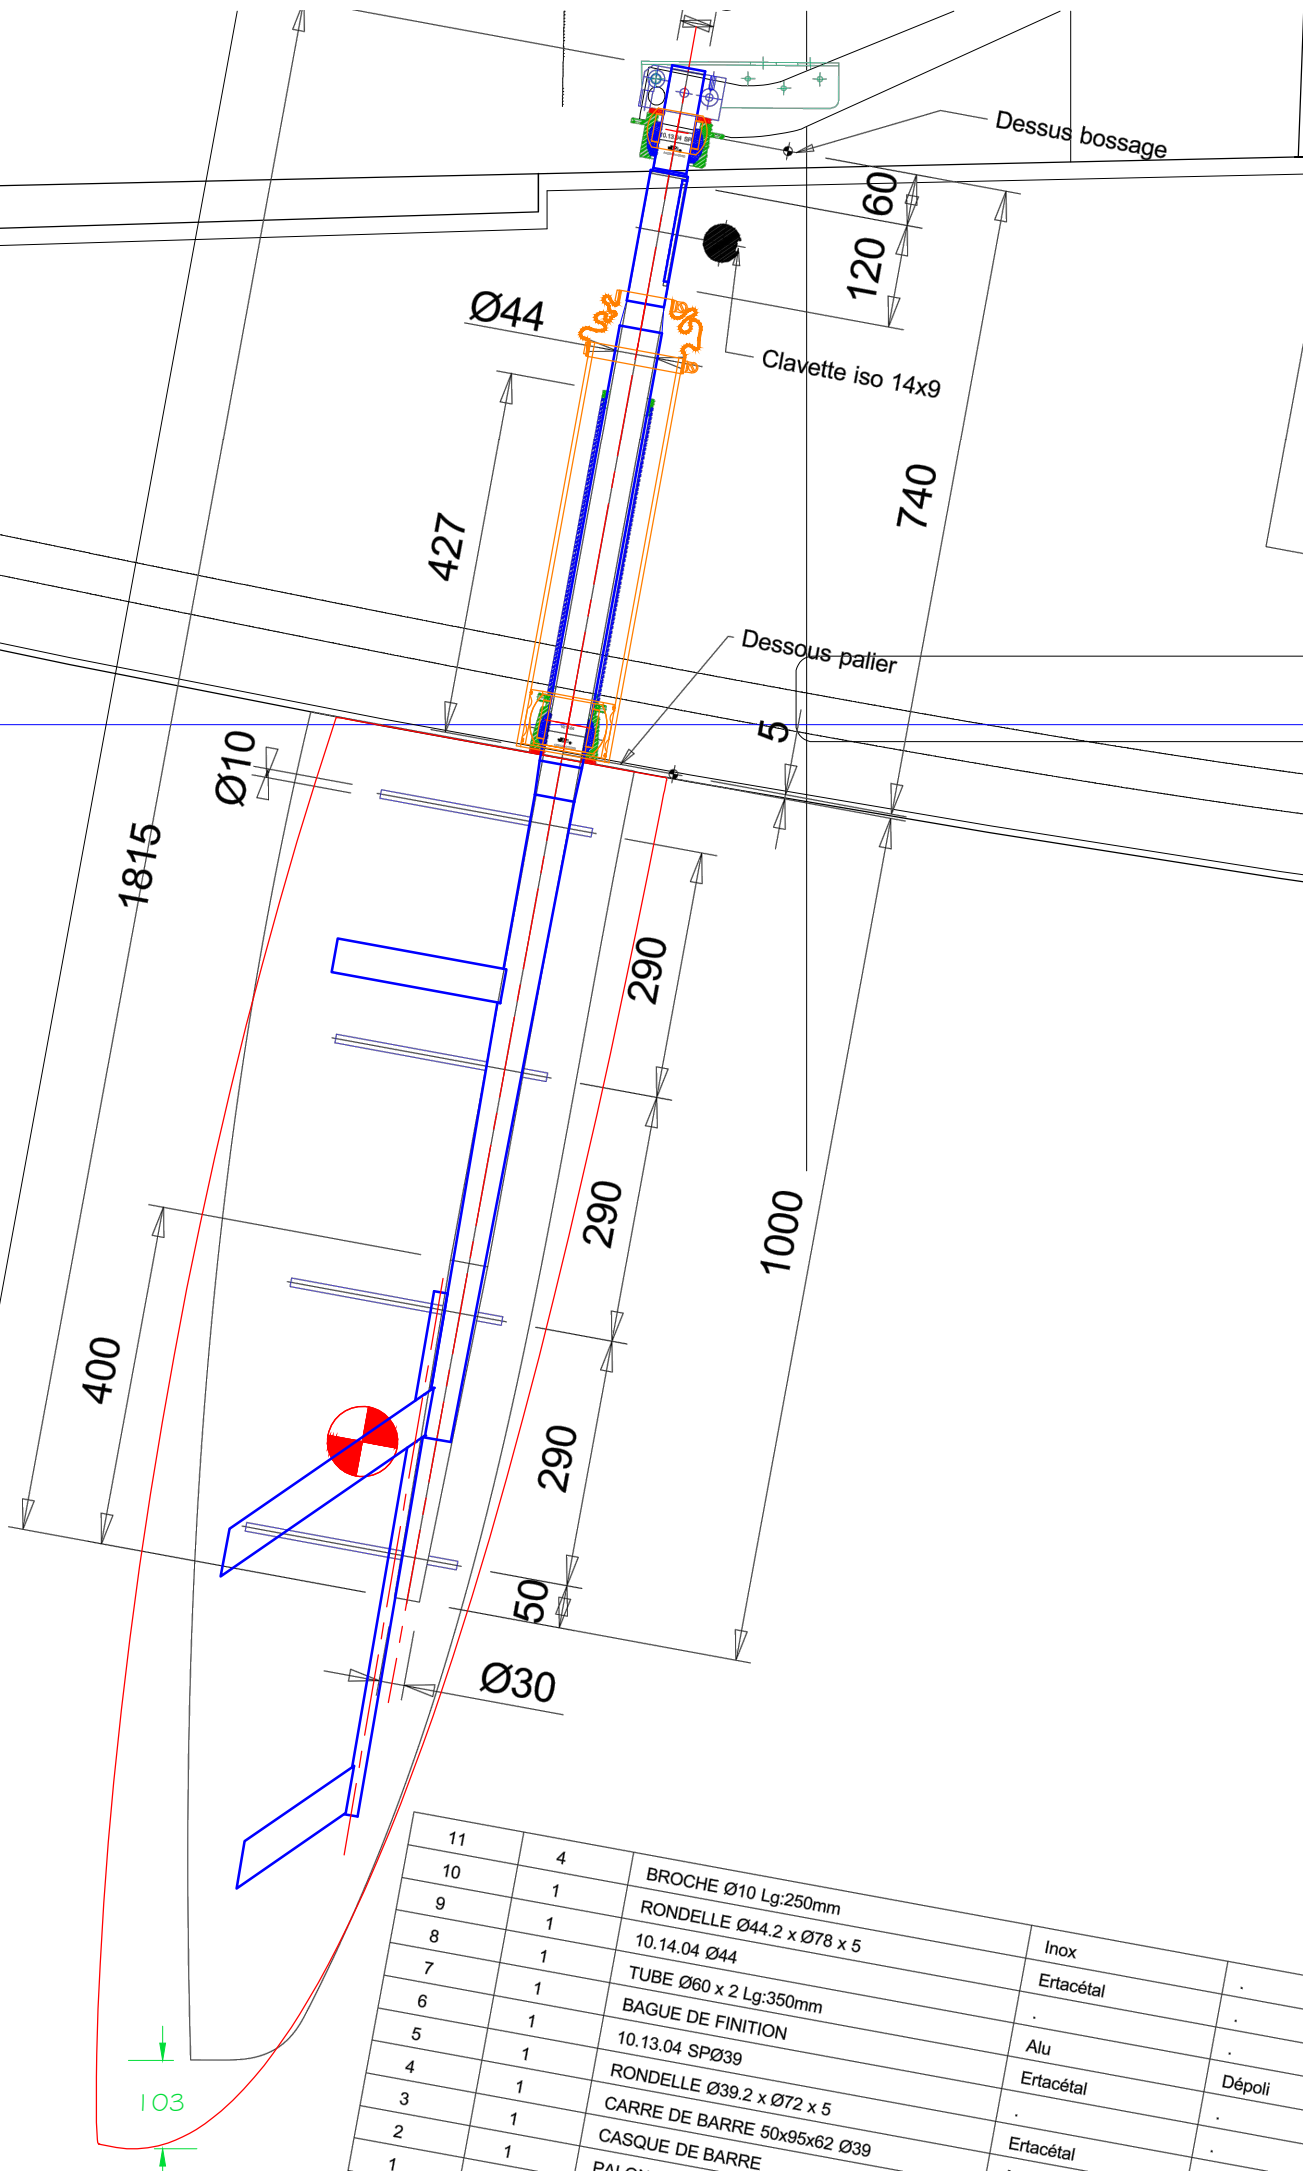 Dessus bossage
60
120
Ø44
Clavette iso 14x9
740
427
Dessous palier
5
Ø10
1815
290
290
1000
400
290
50
Ø30
103
11 4 BROCHE Ø10 Lg:250mm Inox .
10 1 RONDELLE Ø44.2 x Ø78 x 5 Ertacétal .
9 1 10.14.04 Ø44 . .
8 1 TUBE Ø60 x 2 Lg:350mm Alu Dépoli
7 1 BAGUE DE FINITION Ertacétal .
6 1 10.13.04 SPØ39 . .
5 1 RONDELLE Ø39.2 x Ø72 x 5 Ertacétal
4 1 CARRE DE BARRE 50x95x62 Ø39
3 1 CASQUE DE BARRE
2 1
1